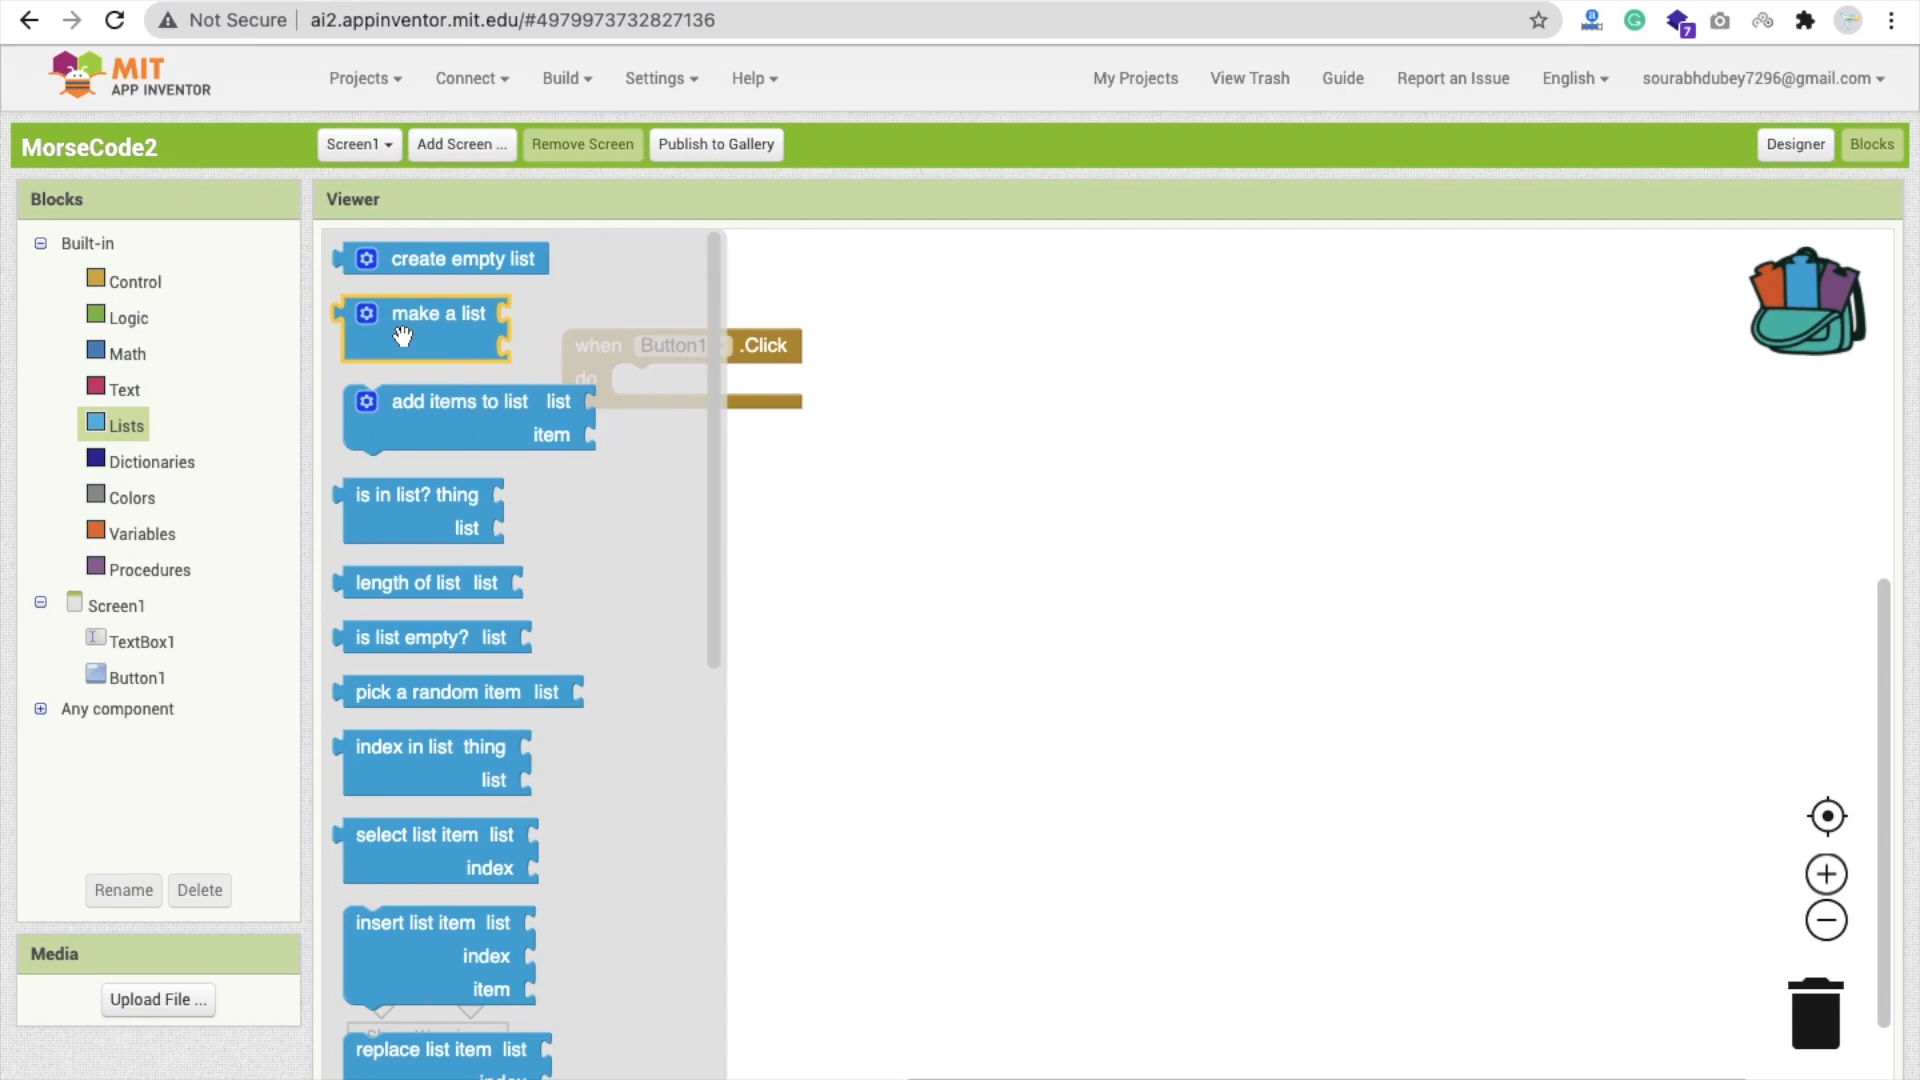 Not Secure
ai2.appinventor.mit.edu/#4979973732827136
7
MIT
APP INVENTOR
Projects
Connect
Build
Settings
Help
My Projects
View Trash
Guide
Report an Issue
English
sourabhdubey7296@gmail.com
MorseCode2
Screen1
Add Screen ...
Remove Screen
Publish to Gallery
Designer
Blocks
Blocks
Viewer
Built-in
Control
Logic
Math
Text
Lists
Dictionaries
Colors
Variables
Procedures
Screen1
TextBox1
Button1
Any component
Rename
Delete
Media
Upload File ...
create empty list
make a list
when Button1 .Click
do
add items to list list
item
is in list? thing
list
length of list list
is list empty? list
pick a random item list
index in list thing
list
select list item list
index
insert list item list
index
item
replace list item list
index